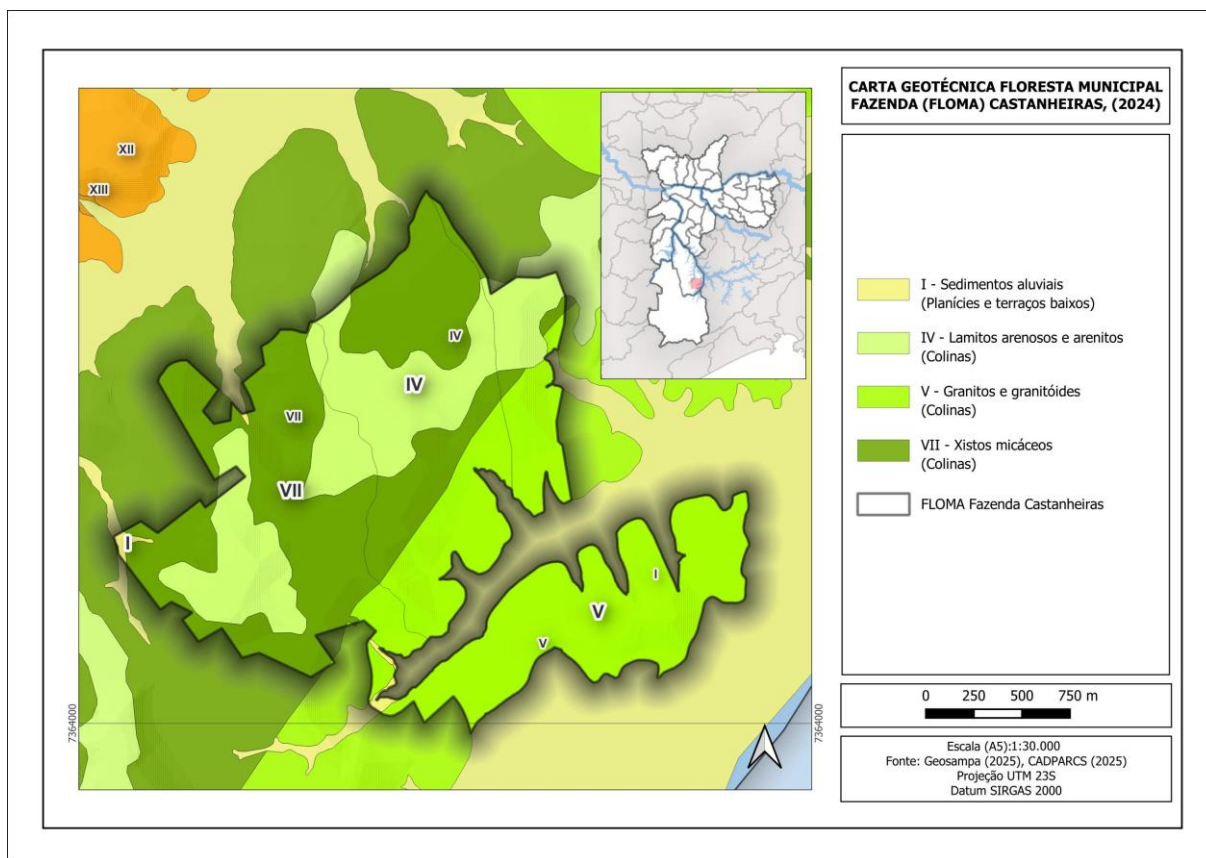 CARTA GEOTÉCNICA FLORESTA MUNICIPAL
FAZENDA (FLOMA) CASTANHEIRAS, (2024)
XII
XIII
IV
IV
VII
VII
I
I
V
V
7364000
7364000
I - Sedimentos aluviais
(Planícies e terraços baixos)
IV - Lamitos arenosos e arenitos
(Colinas)
V - Granitos e granitóides
(Colinas)
VII - Xistos micáceos
(Colinas)
FLOMA Fazenda Castanheiras
0 250 500 750 m
Escala (A5):1:30.000
Fonte: Geosampa (2025), CADPARCS (2025)
Projeção UTM 23S
Datum SIRGAS 2000